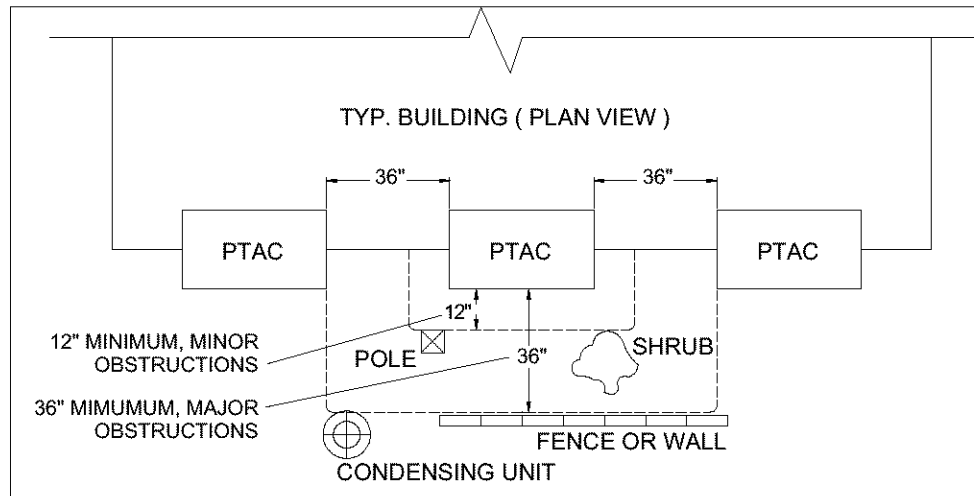 TYP. BUILDING ( PLAN VIEW )
36"
36"
PTAC
PTAC
PTAC
12"
12" MINIMUM, MINOR
OBSTRUCTIONS
POLE
36"
SHRUB
36" MIMUMUM, MAJOR
OBSTRUCTIONS
FENCE OR WALL
CONDENSING UNIT